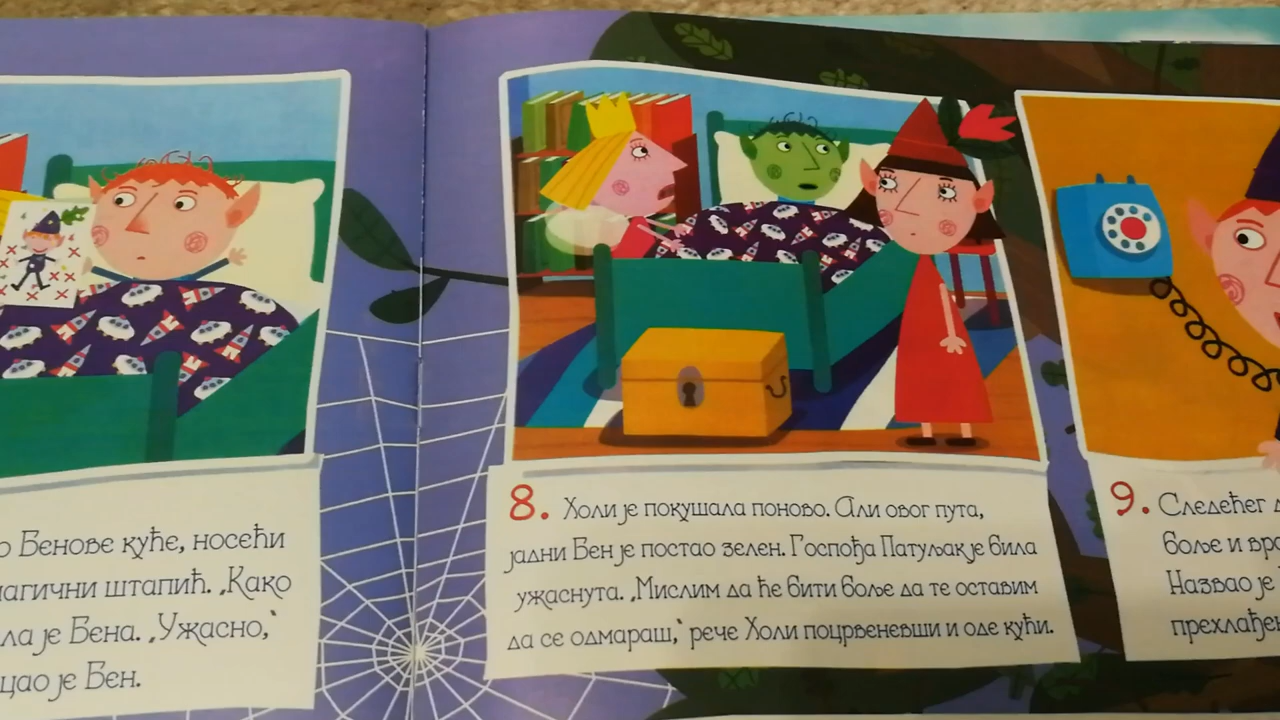 о Бенове куће, носећи
магични штапић. „Како
ла је Бена. „Ужасно,‟
цао је Бен.
8. Холи је покушала поново. Али овог пута,
јадни Бен је постао зелен. Госпођа Патуљак је била
ужаснута. „Мислим да ће бити боље да те оставим
да се одмараш,‟ рече Холи поцрвеневши и оде кући.
9. Следећег
боље и
Назвао је